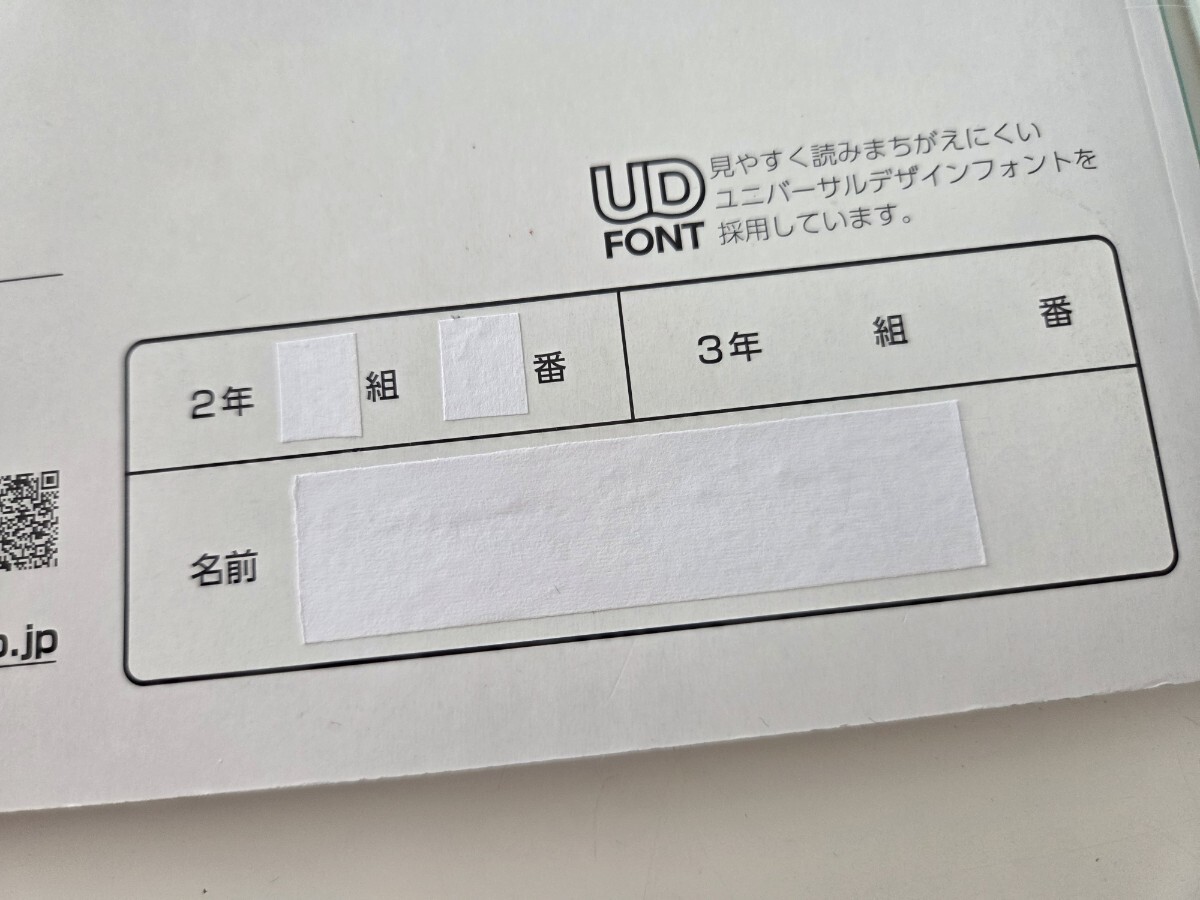 UD
FONT
見やすく読みまちがえにくい
ユニバーサルデザインフォントを
採用しています。
2年 組 番
3年 組 番
名前
.jp